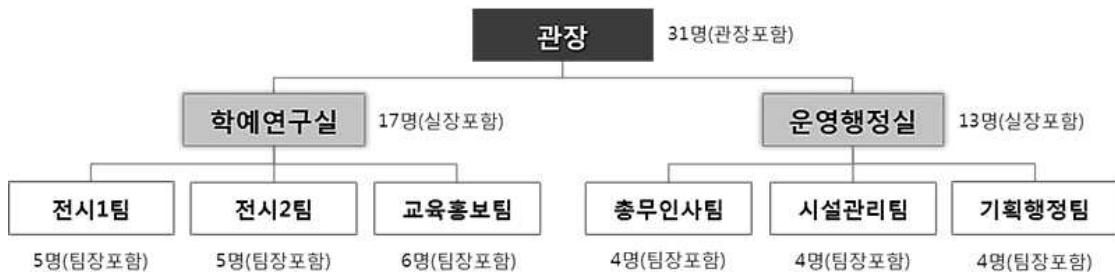 관장
31명(관장포함)
학예연구실
17명(실장포함)
운영행정실
13명(실장포함)
전시1팀
전시2팀
교육홍보팀
총무인사팀
시설관리팀
기획행정팀
5명(팀장포함)
5명(팀장포함)
6명(팀장포함)
4명(팀장포함)
4명(팀장포함)
4명(팀장포함)